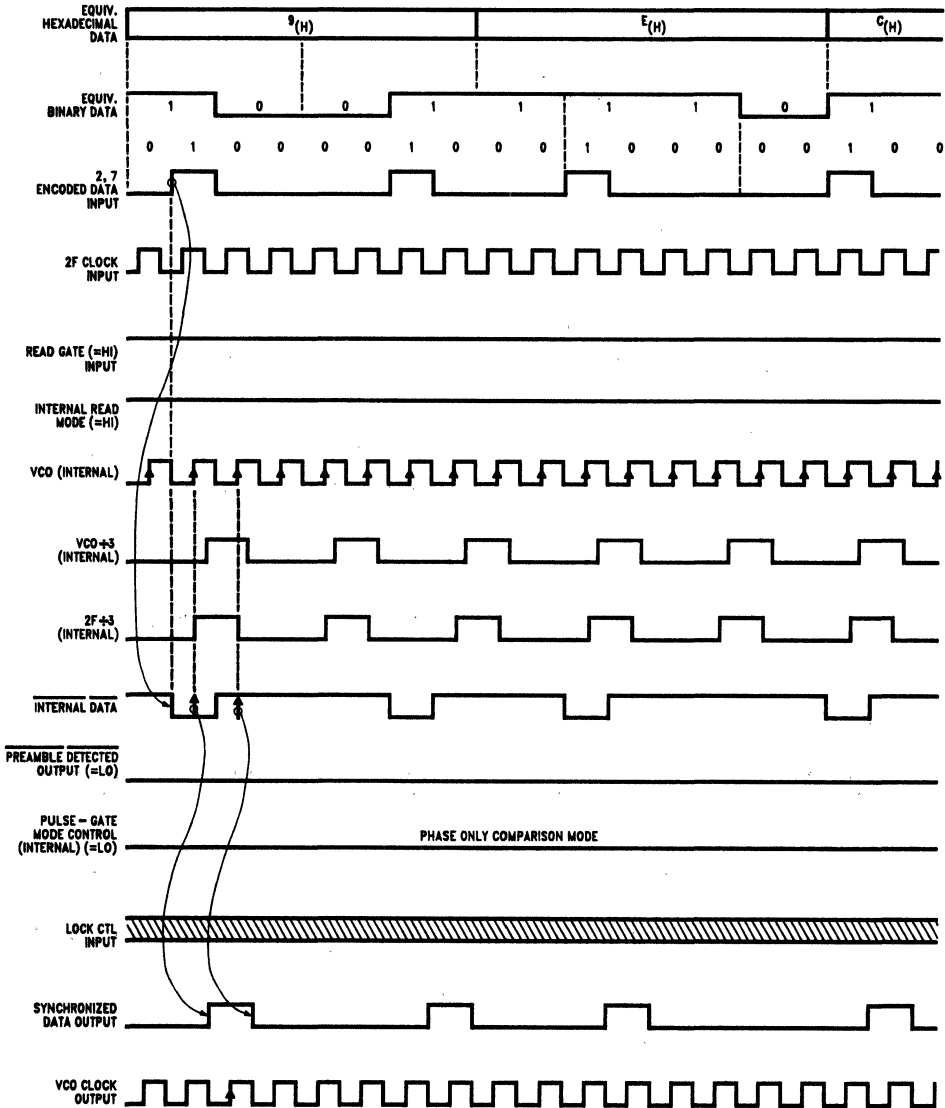 EQUIV.
HEXADECIMAL
DATA
9(H) E(H) C(H)
EQUIV.
BINARY DATA
1 0 0 1 1 1 1 0 1
0 1 0 0 0 0 1 0 0 0 1 0 0 0 0 0 1 0 0
2, 7
ENCODED DATA
INPUT
2F CLOCK
INPUT
READ GATE (=HI)
INPUT
INTERNAL READ
MODE (=HI)
VCO (INTERNAL)
VCO÷3
(INTERNAL)
2F÷3
(INTERNAL)
INTERNAL DATA
PREAMBLE DETECTED
OUTPUT (=LO)
PULSE – GATE
MODE CONTROL
(INTERNAL) (=LO)
PHASE ONLY COMPARISON MODE
LOCK CTL
INPUT
SYNCHRONIZED
DATA OUTPUT
VCO CLOCK
OUTPUT